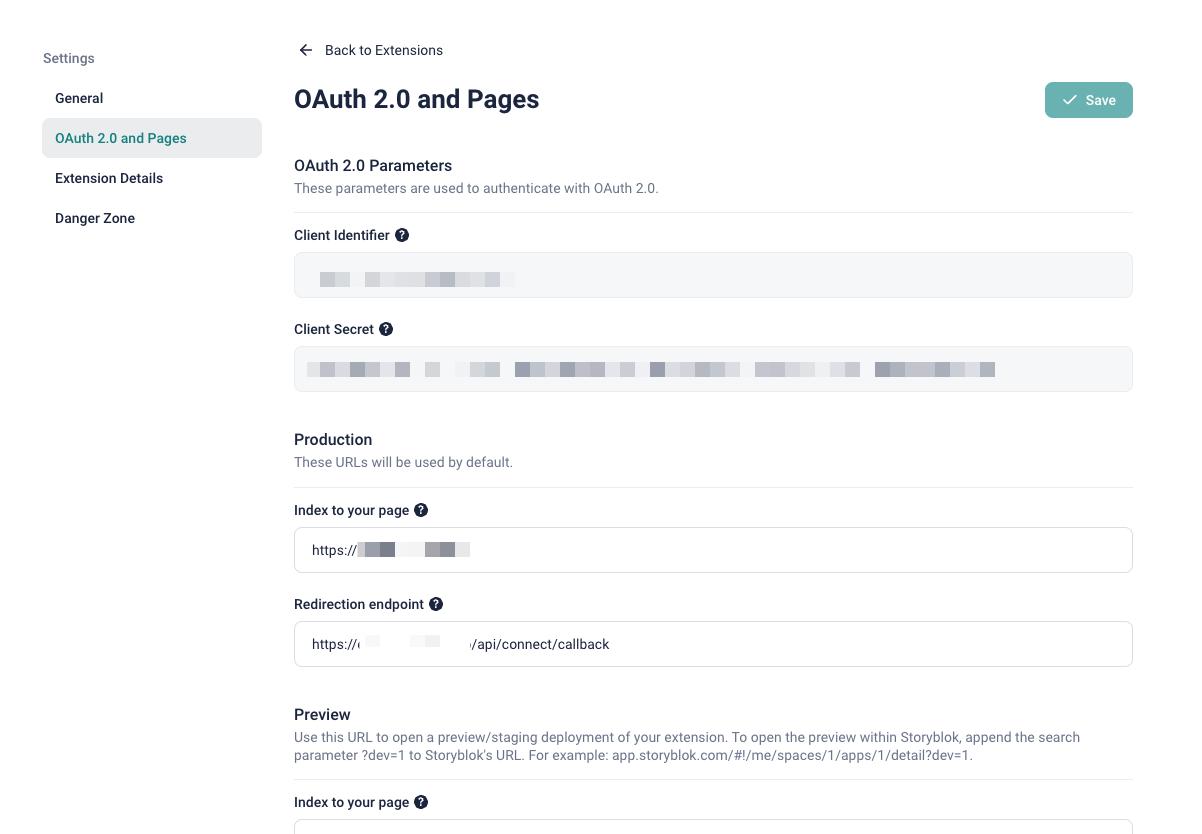 Settings
General
OAuth 2.0 and Pages
Extension Details
Danger Zone
Back to Extensions
OAuth 2.0 and Pages
Save
OAuth 2.0 Parameters
These parameters are used to authenticate with OAuth 2.0.
Client Identifier
Client Secret
Production
These URLs will be used by default.
Index to your page
https://
Redirection endpoint
https:// /api/connect/callback
Preview
Use this URL to open a preview/staging deployment of your extension. To open the preview within Storyblok, append the search
parameter ?dev=1 to Storyblok's URL. For example: app.storyblok.com/#!/me/spaces/1/apps/1/detail?dev=1.
Index to your page